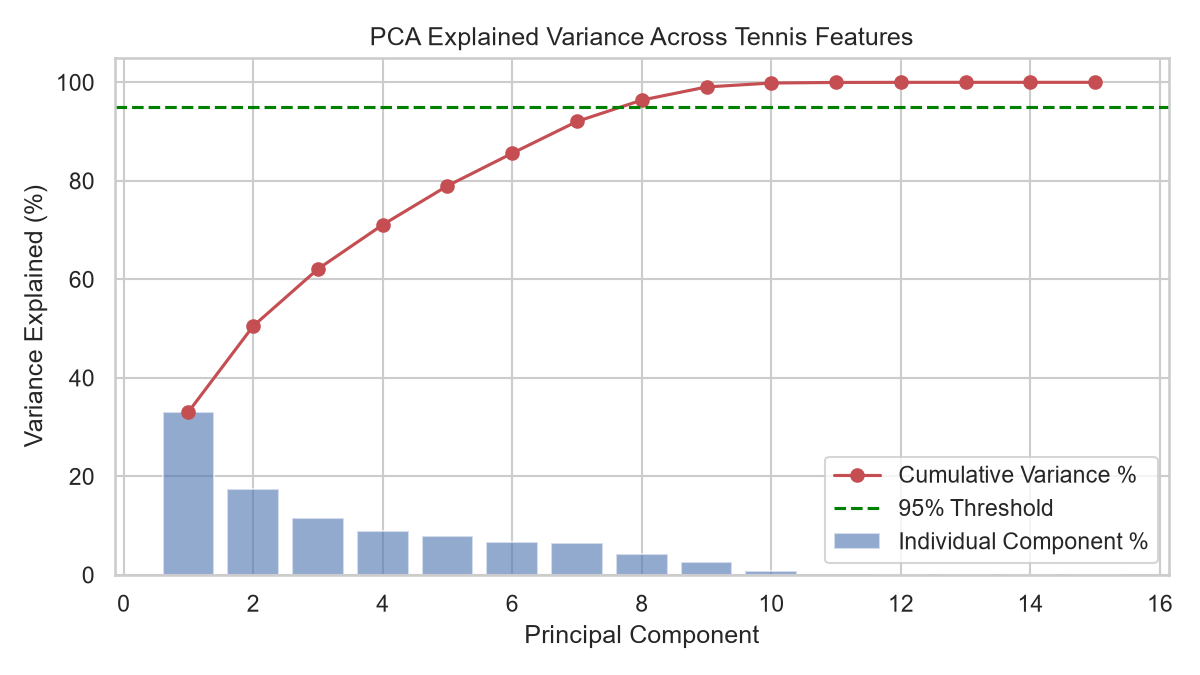 PCA Explained Variance Across Tennis Features
Variance Explained (%)
100
80
60
40
20
0
0 2 4 6 8 10 12 14 16
Principal Component
Cumulative Variance %
95% Threshold
Individual Component %